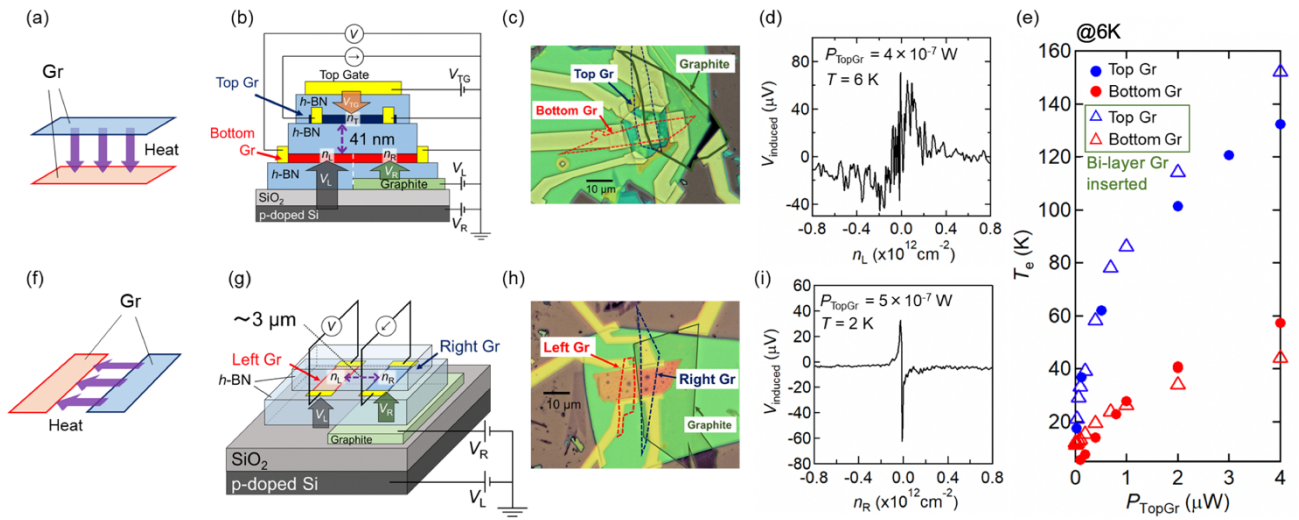 (a)
Gr
Heat
(b)
V
→
Top Gate
V_TG
Top Gr
h-BN
V_TG
n_T
h-BN
41 nm
Bottom
Gr
n_L
n_R
h-BN
V_L
V_R
Graphite
V_L
SiO₂
p-doped Si
V_R
(c)
Top Gr
Graphite
Bottom Gr
10 μm
(d)
P_TopGr = 4×10⁻⁷ W
T = 6 K
V_induced (μV)
80
40
0
-40
-0.8
-0.4
0.0
0.4
0.8
n_L (x10¹²cm⁻²)
(e)
@6K
Top Gr
Bottom Gr
Top Gr
Bottom Gr
Bi-layer Gr
inserted
T_e (K)
160
140
120
100
80
60
40
20
0
1
2
3
4
P_TopGr (μW)
(f)
Gr
Heat
(g)
~3 μm
V
Left Gr
Right Gr
h-BN
n_L
n_R
V_L
V_R
Graphite
V_R
SiO₂
p-doped Si
V_L
(h)
Left Gr
Right Gr
10 μm
Graphite
(i)
P_TopGr = 5×10⁻⁷ W
T = 2 K
V_induced (μV)
60
40
20
0
-20
-40
-60
-80
-0.8
-0.4
0.0
0.4
0.8
n_R (x10¹²cm⁻²)